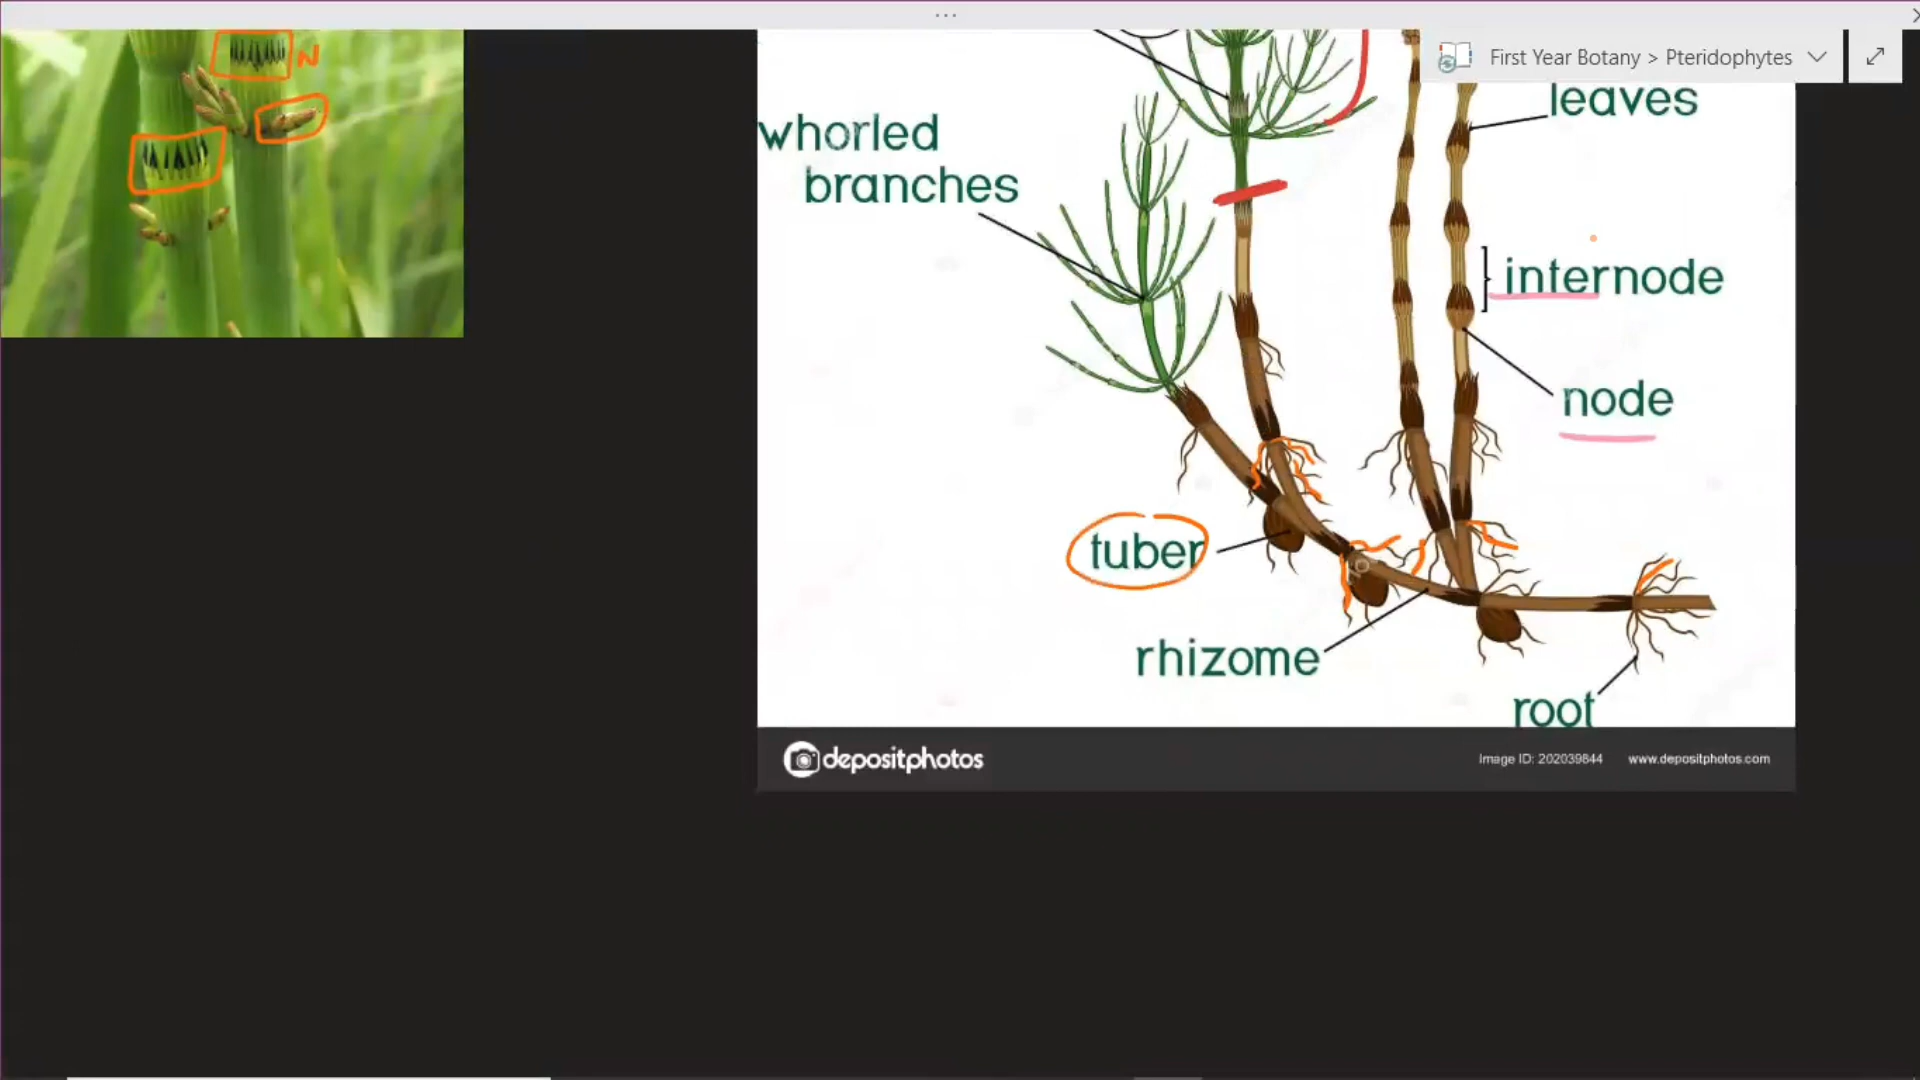 N
First Year Botany > Pteridophytes
leaves
whorled
branches
internode
node
tuber
rhizome
root
depositphotos
Image ID: 202039844 www.depositphotos.com